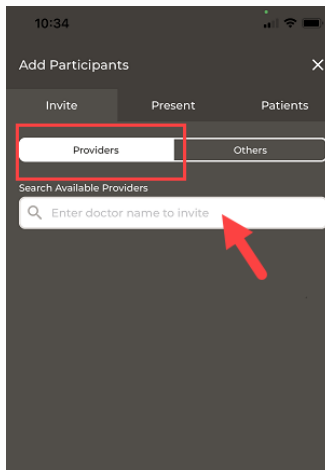 10:34
Add Participants
Invite Present Patients
Providers Others
Search Available Providers
Enter doctor name to invite